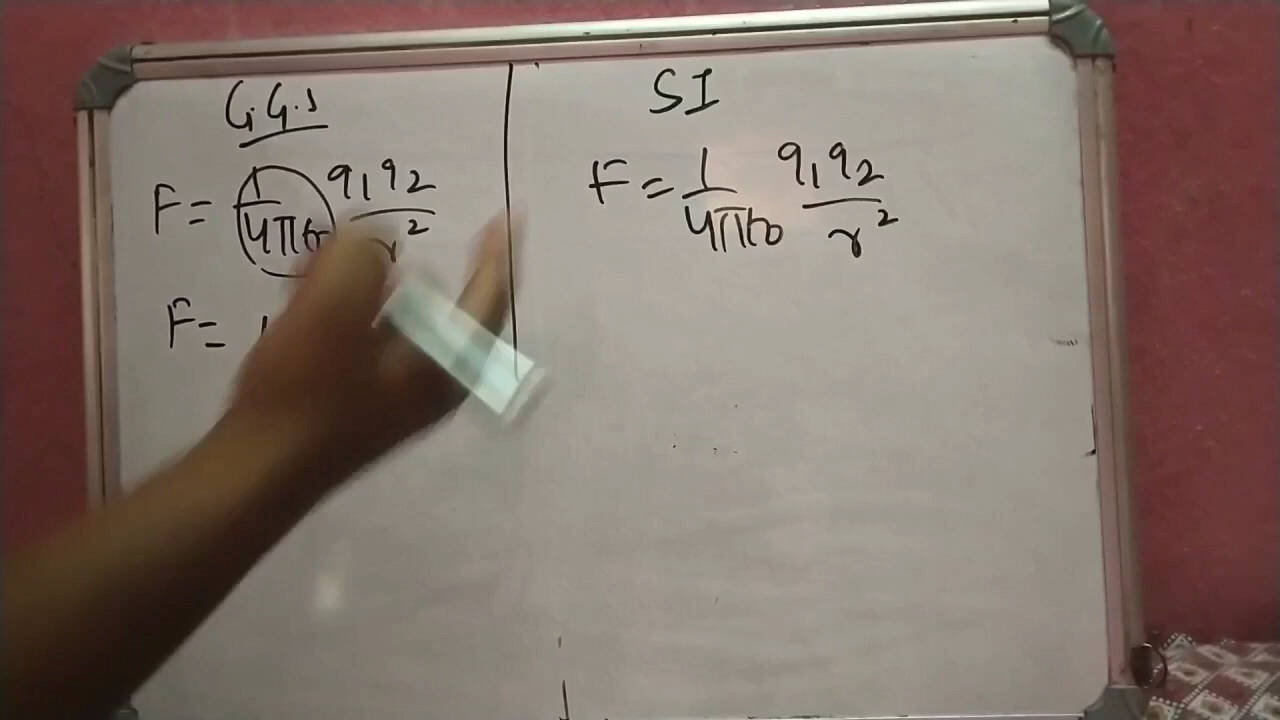 C.G.S
F = 1/4πε₀ q₁q₂/r²
F =
SI
F = 1/4πε₀ q₁q₂/r²